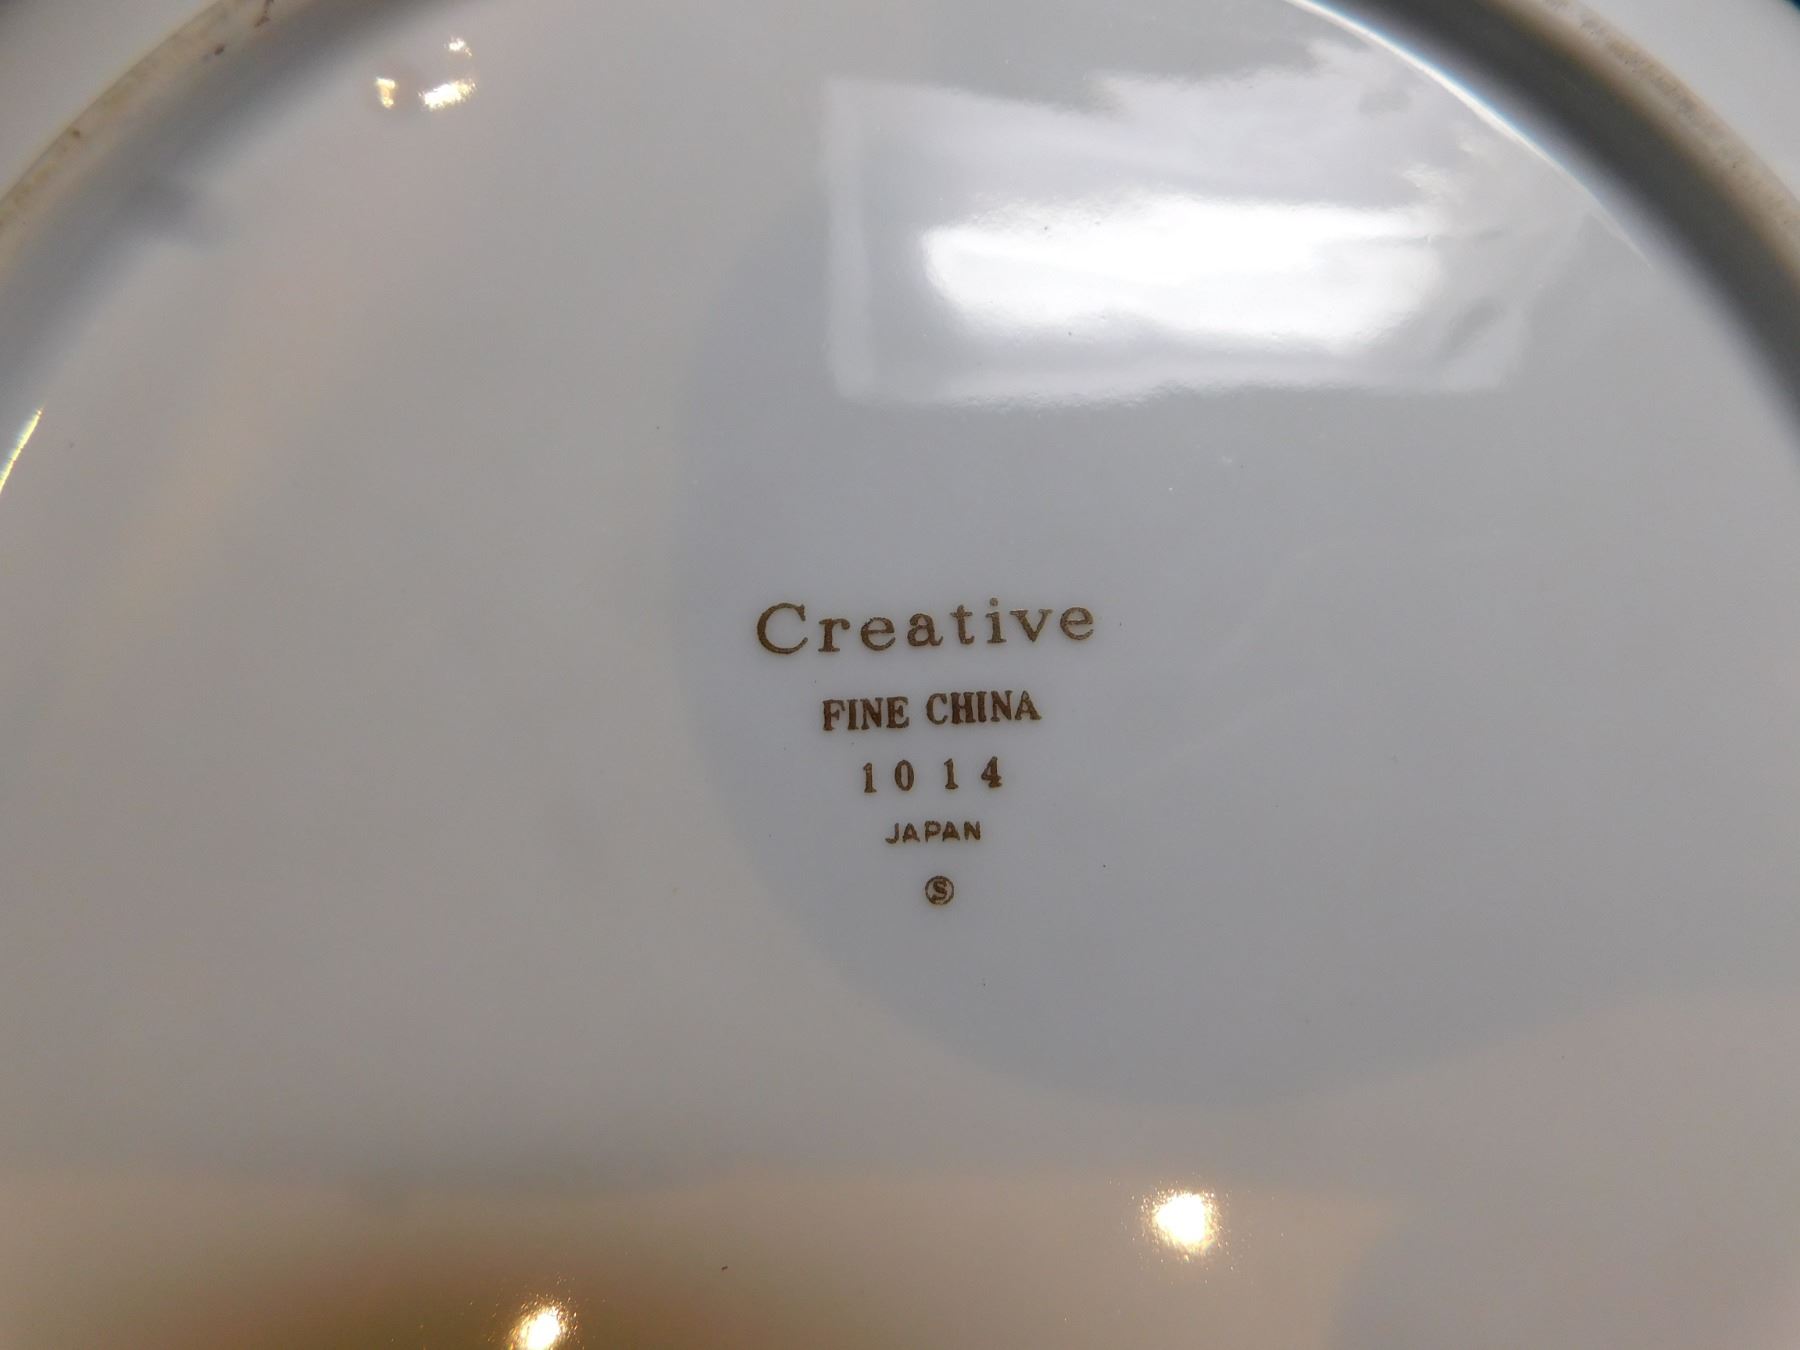 Creative
FINE CHINA
1014
JAPAN
Ⓢ